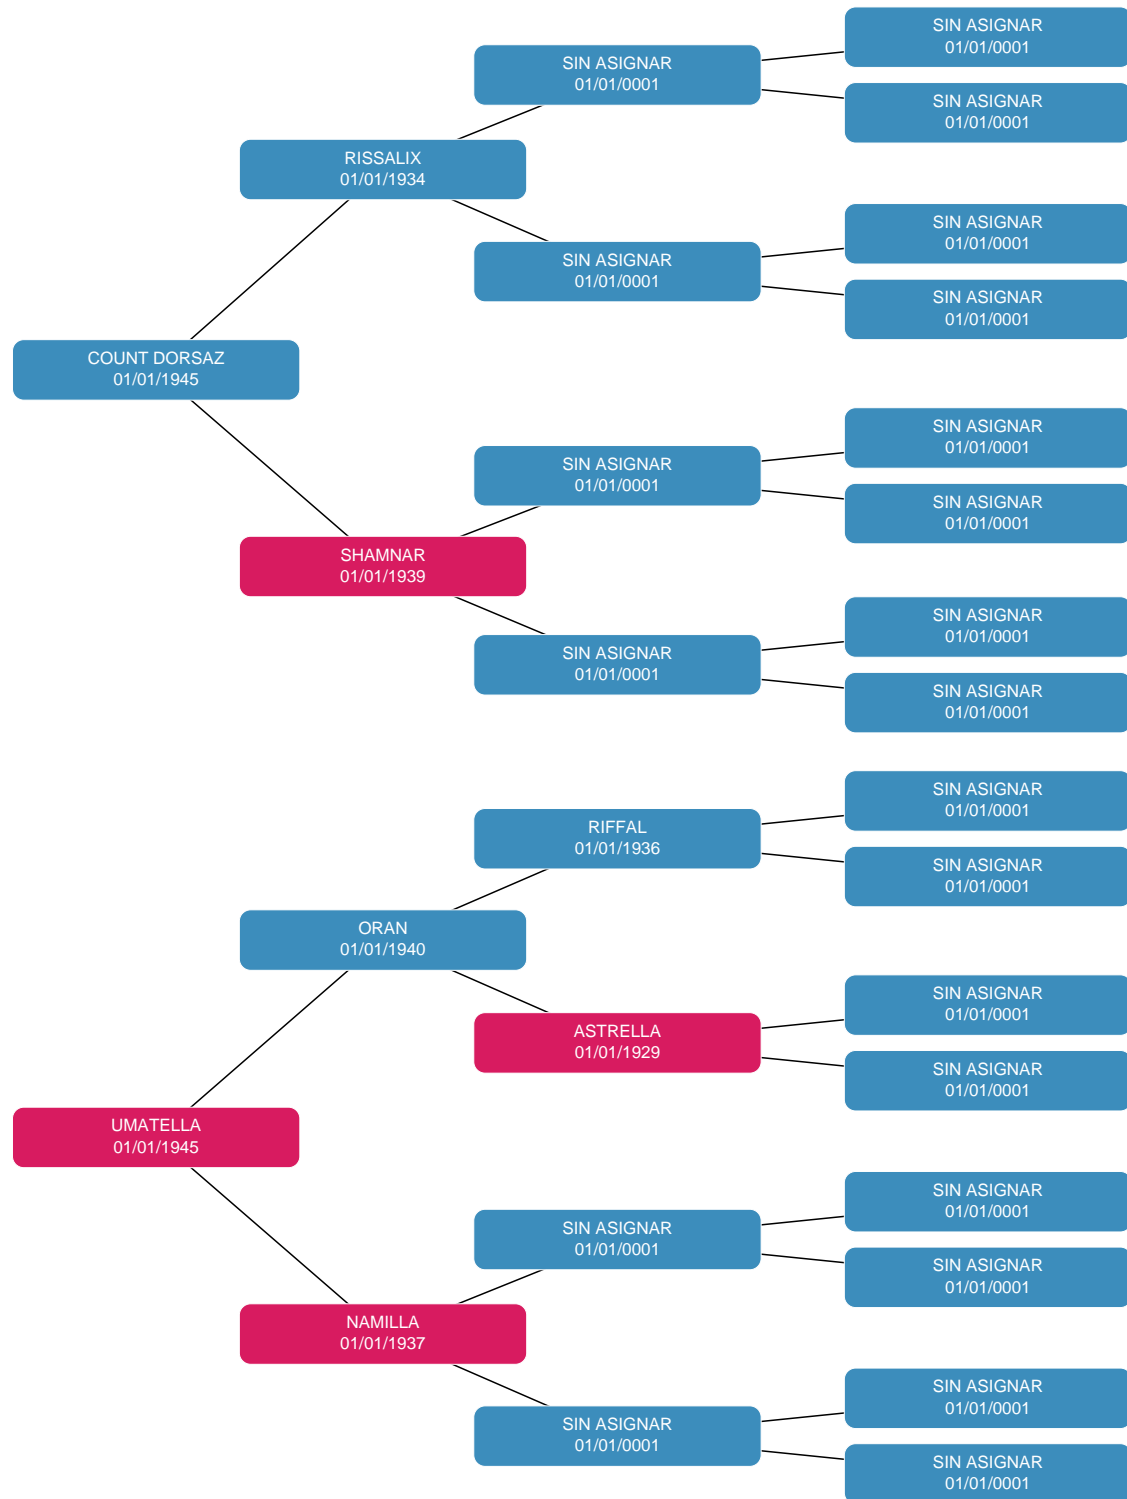 SIN ASIGNAR
01/01/0001
SIN ASIGNAR
01/01/0001
SIN ASIGNAR
01/01/0001
RISSALIX
01/01/1934
SIN ASIGNAR
01/01/0001
SIN ASIGNAR
01/01/0001
SIN ASIGNAR
01/01/0001
COUNT DORSAZ
01/01/1945
SIN ASIGNAR
01/01/0001
SIN ASIGNAR
01/01/0001
SIN ASIGNAR
01/01/0001
SHAMNAR
01/01/1939
SIN ASIGNAR
01/01/0001
SIN ASIGNAR
01/01/0001
SIN ASIGNAR
01/01/0001
SIN ASIGNAR
01/01/0001
RIFFAL
01/01/1936
SIN ASIGNAR
01/01/0001
ORAN
01/01/1940
SIN ASIGNAR
01/01/0001
ASTRELLA
01/01/1929
SIN ASIGNAR
01/01/0001
UMATELLA
01/01/1945
SIN ASIGNAR
01/01/0001
SIN ASIGNAR
01/01/0001
SIN ASIGNAR
01/01/0001
NAMILLA
01/01/1937
SIN ASIGNAR
01/01/0001
SIN ASIGNAR
01/01/0001
SIN ASIGNAR
01/01/0001